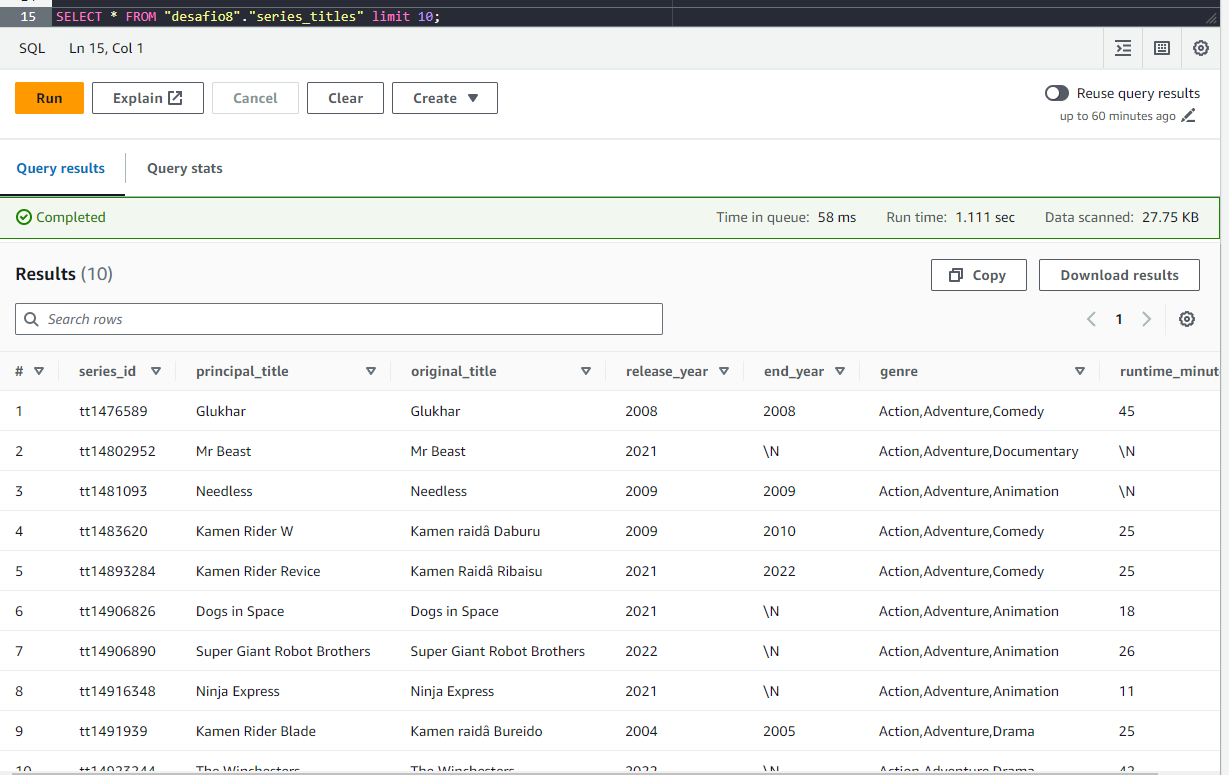 15 SELECT * FROM "desafio8"."series_titles" limit 10;
SQL Ln 15, Col 1
Run Explain Cancel Clear Create Reuse query results
up to 60 minutes ago
Query results Query stats
Completed Time in queue: 58 ms Run time: 1.111 sec Data scanned: 27.75 KB
Results (10) Copy Download results
Search rows 1
# series_id principal_title original_title release_year end_year genre runtime_minut
1 tt1476589 Glukhar Glukhar 2008 2008 Action,Adventure,Comedy 45
2 tt14802952 Mr Beast Mr Beast 2021 \N Action,Adventure,Documentary \N
3 tt1481093 Needless Needless 2009 2009 Action,Adventure,Animation \N
4 tt1483620 Kamen Rider W Kamen raidâ Daburu 2009 2010 Action,Adventure,Comedy 25
5 tt14893284 Kamen Rider Revice Kamen Raidâ Ribaisu 2021 2022 Action,Adventure,Comedy 25
6 tt14906826 Dogs in Space Dogs in Space 2021 \N Action,Adventure,Animation 18
7 tt14906890 Super Giant Robot Brothers Super Giant Robot Brothers 2022 \N Action,Adventure,Animation 26
8 tt14916348 Ninja Express Ninja Express 2021 \N Action,Adventure,Animation 11
9 tt1491939 Kamen Rider Blade Kamen raidâ Bureido 2004 2005 Action,Adventure,Drama 25
10 tt14923244 The Winchesters The Winchesters 2022 \N Action,Adventure,Drama 42